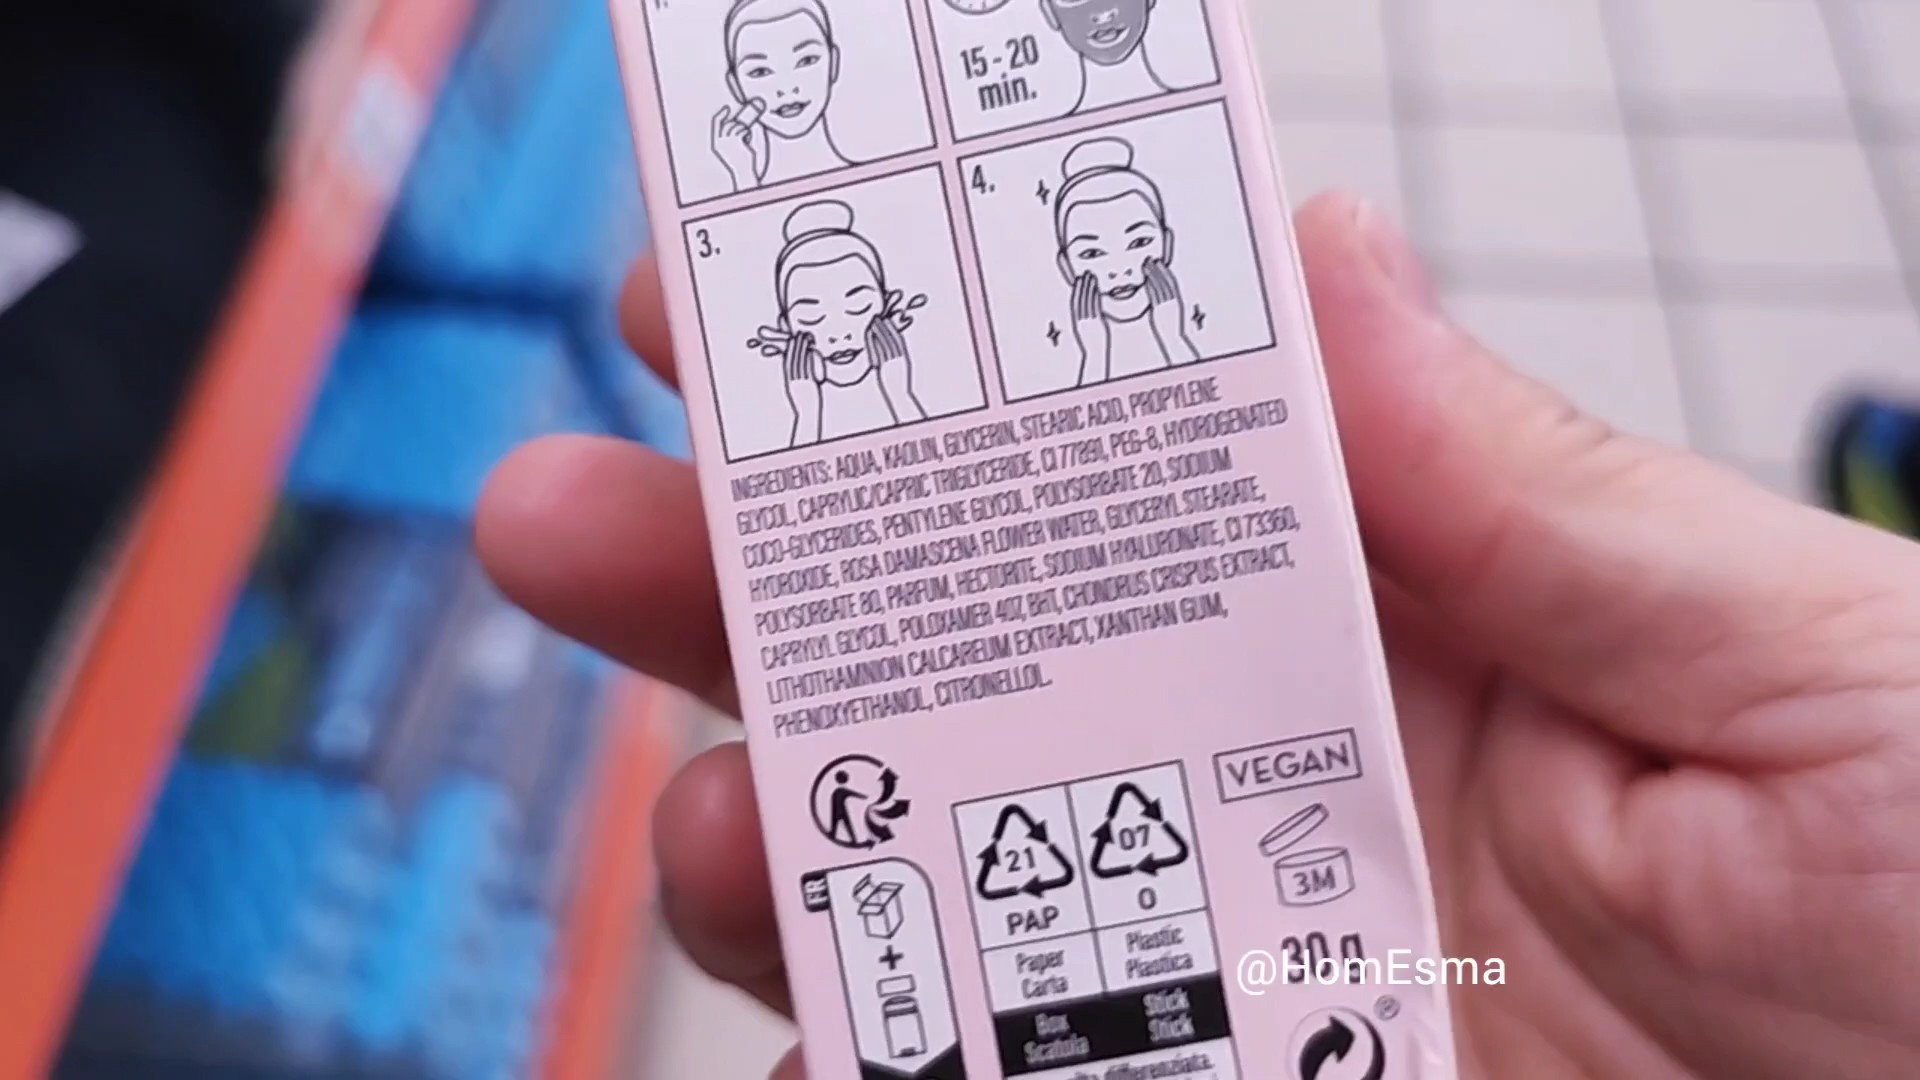 1.
15-20
min.
3.
4.
INGREDIENTS: AQUA, KAOLIN, GLYCERIN, STEARIC ACID, PROPYLENE
GLYCOL, CAPRYLIC/CAPRIC TRIGLYCERIDE, CI 77891, PEG-8, HYDROGENATED
COCO-GLYCERIDES, PENTYLENE GLYCOL, POLYSORBATE 20, SODIUM
HYDROXIDE, ROSA DAMASCENA FLOWER WATER, GLYCERYL STEARATE,
POLYSORBATE 80, PARFUM, HECTORITE, SODIUM HYALURONATE, CI 73360,
CAPRYLYL GLYCOL, POLOXAMER 407, BHT, CHONDRUS CRISPUS EXTRACT,
LITHOTHAMNION CALCAREUM EXTRACT, XANTHAN GUM,
PHENOXYETHANOL, CITRONELLOL.
VEGAN
21
07
3M
FR
PAP
O
30 g
Paper
Carta
Plastic
Plastica
@HomEsma
+
Box
Scatola
Stick
Stick
®
differenziata.